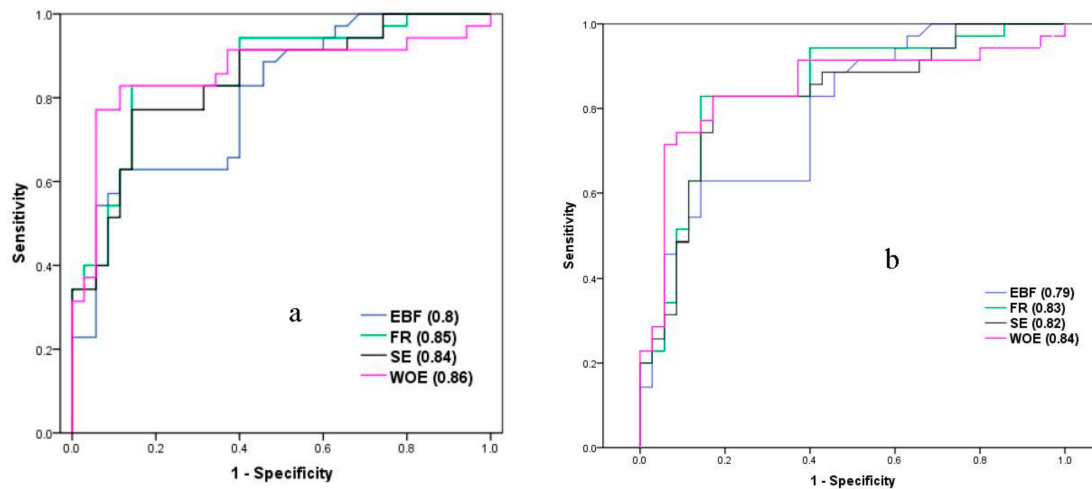 1.0
0.8
0.6
0.4
0.2
0.0
Sensitivity
0.0 0.2 0.4 0.6 0.8 1.0
1 - Specificity
a
EBF (0.8)
FR (0.85)
SE (0.84)
WOE (0.86)
1.0
0.8
0.6
0.4
0.2
0.0
Sensitivity
0.0 0.2 0.4 0.6 0.8 1.0
1 - Specificity
b
EBF (0.79)
FR (0.83)
SE (0.82)
WOE (0.84)